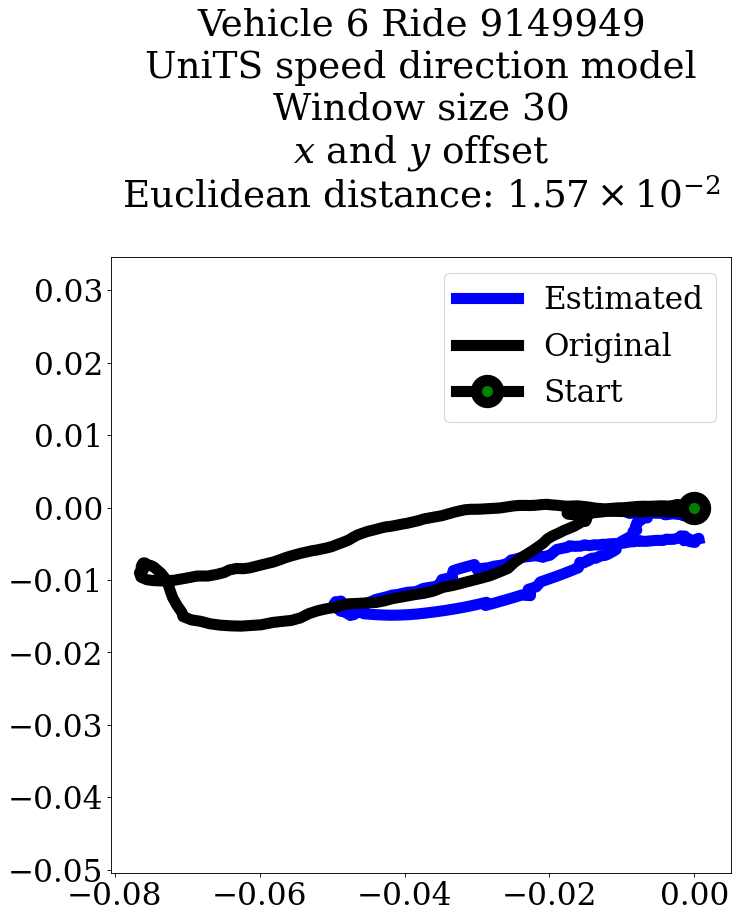 Vehicle 6 Ride 9149949
UniTS speed direction model
Window size 30
x and y offset
Euclidean distance: 1.57 × 10⁻²
Estimated
Original
Start
0.03
0.02
0.01
0.00
−0.01
−0.02
−0.03
−0.04
−0.05
−0.08 −0.06 −0.04 −0.02 0.00